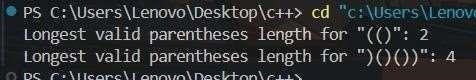 PS C:\Users\Lenovo\Desktop\c++> cd "c:\Users\Lenovo
Longest valid parentheses length for "(()": 2
Longest valid parentheses length for ")()())": 4
PS C:\Users\Lenovo\Desktop\c++>